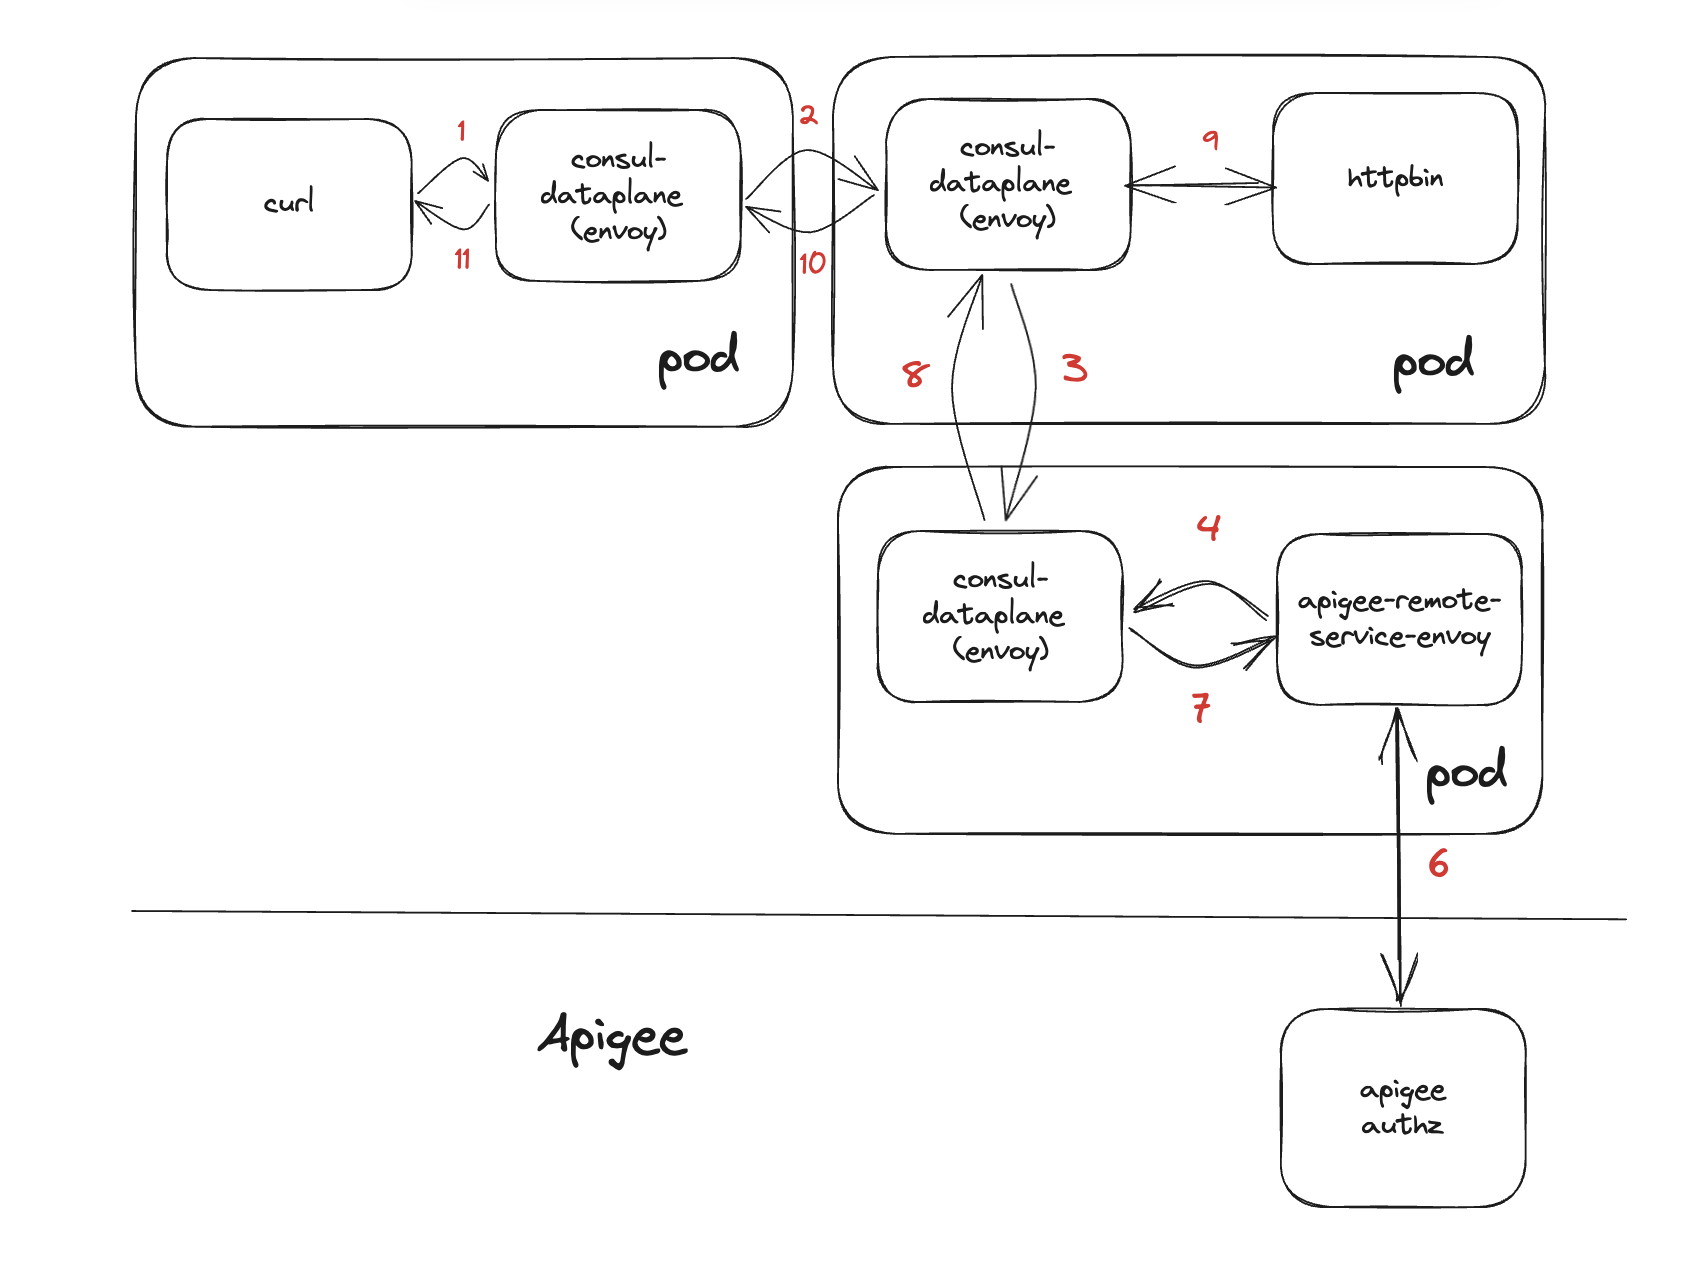 1
2
curl
consul-
dataplane
(envoy)
11
10
pod
consul-
dataplane
(envoy)
9
httpbin
8
3
pod
consul-
dataplane
(envoy)
4
7
apigee-remote-
service-envoy
pod
6
Apigee
apigee
authz